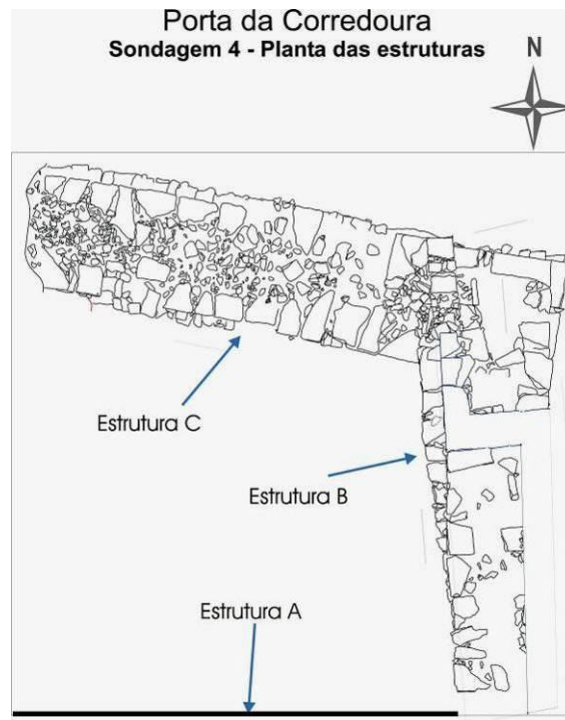 Porta da Corredoura
Sondagem 4 - Planta das estruturas
N
Estrutura C
Estrutura B
Estrutura A